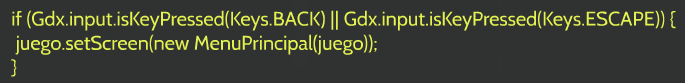 if (Gdx.input.isKeyPressed(Keys.BACK) || Gdx.input.isKeyPressed(Keys.ESCAPE)) {
juego.setScreen(new MenuPrincipal(juego));
}